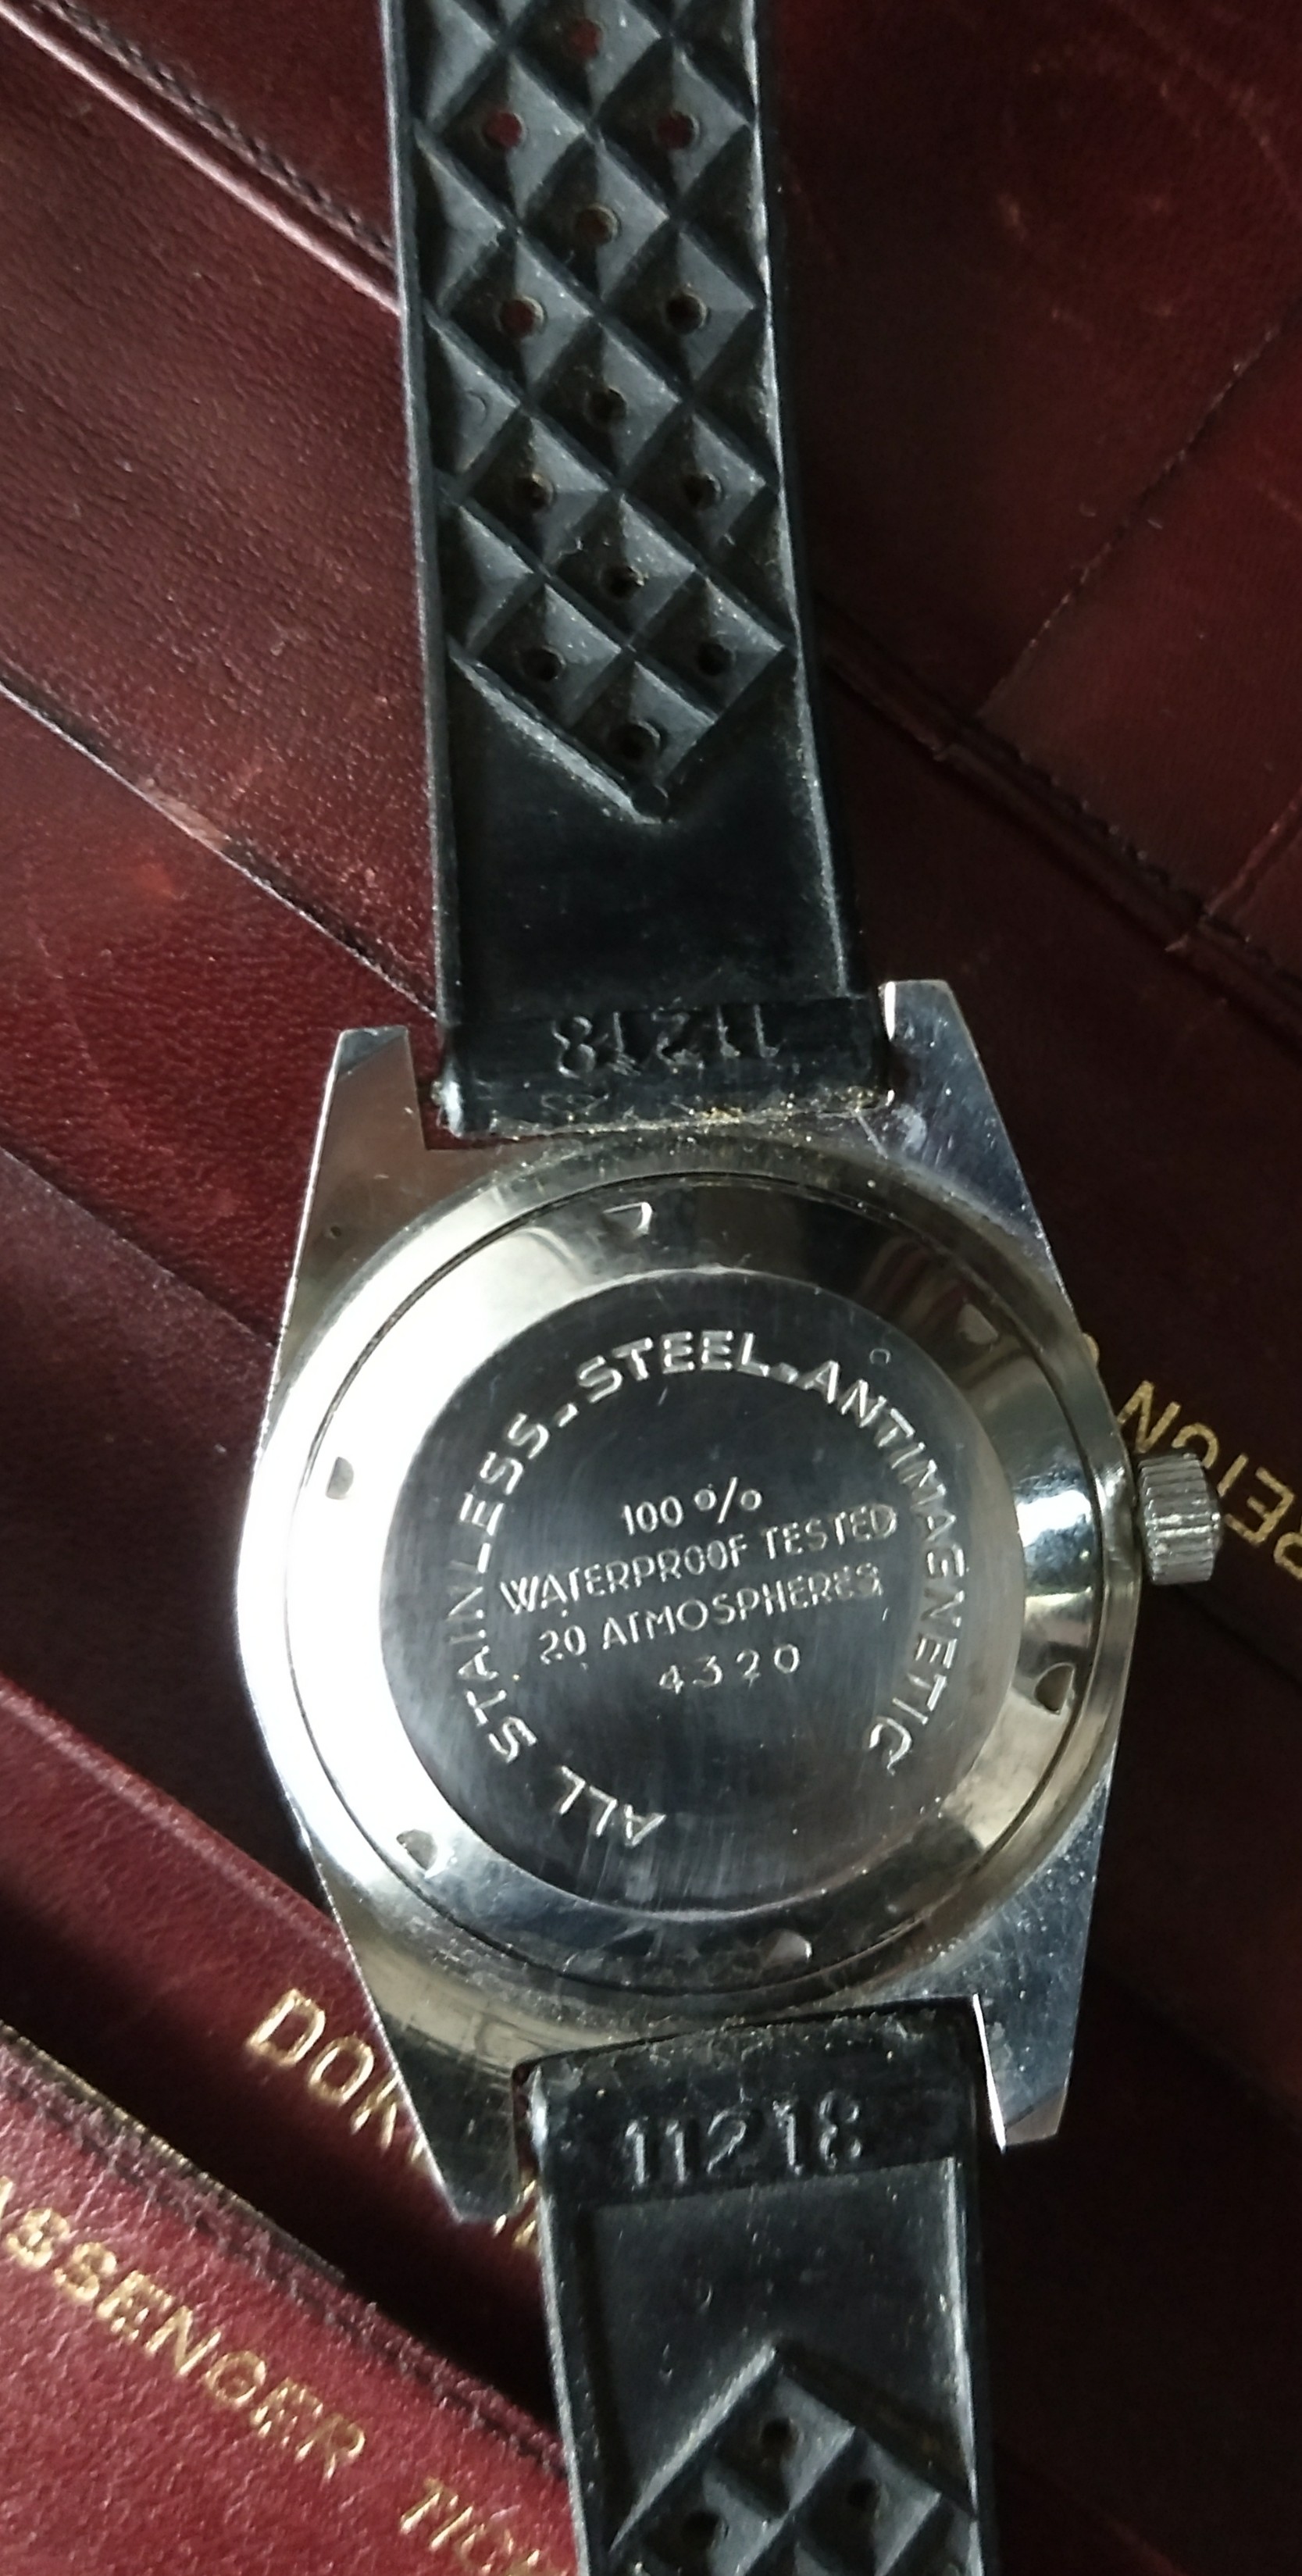 11218
ALL STAINLESS-STEEL-ANTIMAGNETIC
100 %
WATERPROOF TESTED
20 ATMOSPHERES
4320
11218